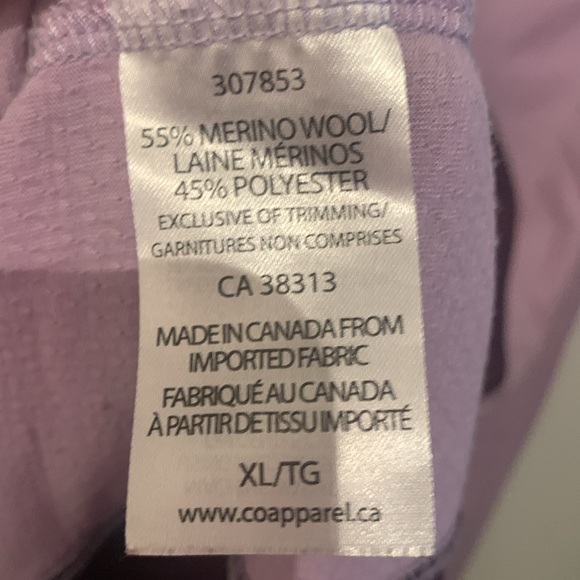 307853
55% MERINO WOOL/
LAINE MÉRINOS
45% POLYESTER
EXCLUSIVE OF TRIMMING/
GARNITURES NON COMPRISES
CA 38313
MADE IN CANADA FROM
IMPORTED FABRIC
FABRIQUÉ AU CANADA
À PARTIR DE TISSU IMPORTÉ
XL/TG
www.coapparel.ca